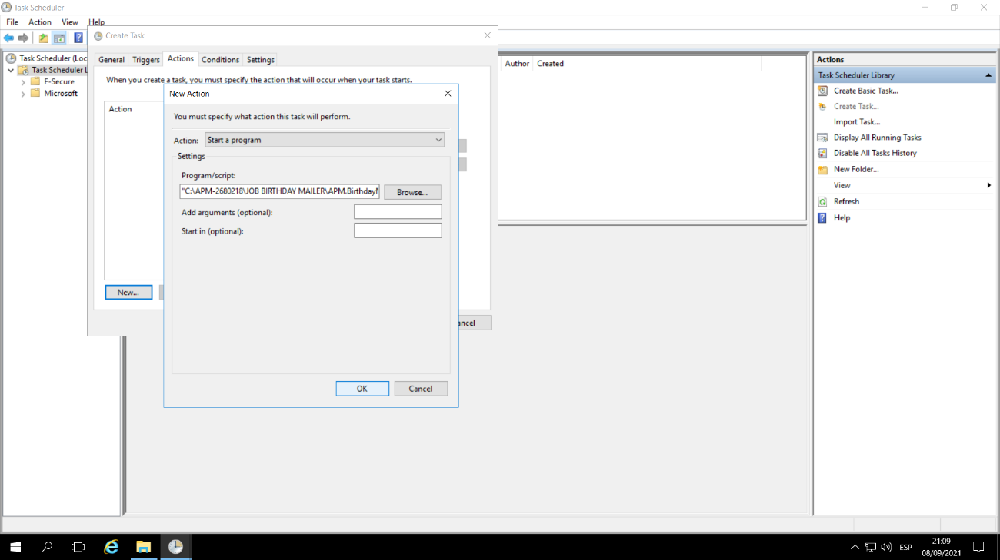 Task Scheduler
File Action View Help
Create Task
Task Scheduler (Loc
Task Scheduler L
F-Secure
Microsoft
General Triggers Actions Conditions Settings
When you create a task, you must specify the action that will occur when your task starts.
Action
New...
ancel
New Action
You must specify what action this task will perform.
Action: Start a program
Settings
Program/script:
"C:\APM-2680218\JOB BIRTHDAY MAILER\APM.Birthday
Browse...
Add arguments (optional):
Start in (optional):
OK Cancel
Author Created
Actions
Task Scheduler Library
Create Basic Task...
Create Task...
Import Task...
Display All Running Tasks
Disable All Tasks History
New Folder...
View
Refresh
Help
ESP
21:09
08/09/2021